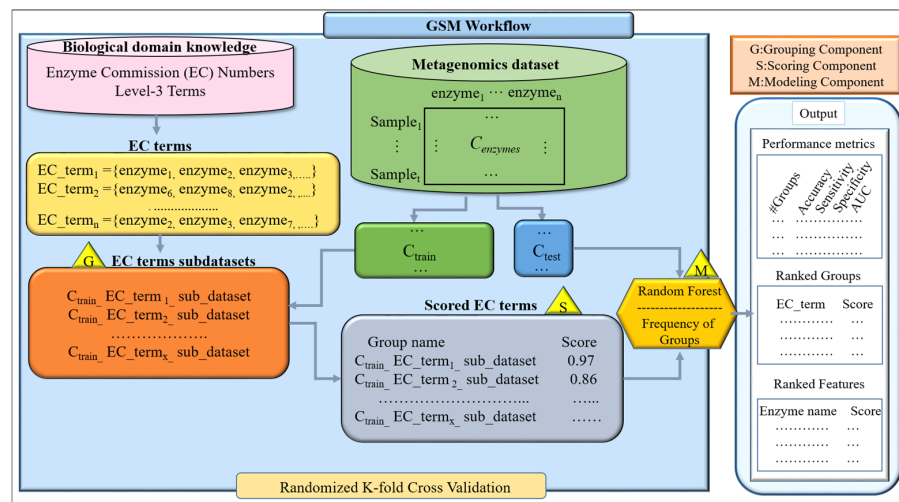 GSM Workflow
Biological domain knowledge
Enzyme Commission (EC) Numbers
Level-3 Terms
EC terms
EC_term1 ={enzyme1, enzyme2, enzyme3,.....}
EC_term2 ={enzyme6, enzyme8, enzyme2,.....}
..................
EC_termn ={enzyme2, enzyme3, enzyme7,.....}
G
EC terms subdatasets
Ctrain_ EC_term 1_ sub_dataset
Ctrain_ EC_term2_ sub_dataset
...................
Ctrain_ EC_termx_ sub_dataset
Metagenomics dataset
enzyme1 ... enzymen
Sample1 ...
⋮ ⋮ Cenzymes ⋮
Samplet ...
...
Ctrain
...
...
Ctest
...
Scored EC terms
S
Group name Score
Ctrain_ EC_term1_ sub_dataset 0.97
Ctrain_ EC_term 2_ sub_dataset 0.86
................................ ......
Ctrain_ EC_termx_ sub_dataset ......
M
Random Forest
----------------
Frequency of
Groups
Randomized K-fold Cross Validation
G:Grouping Component
S:Scoring Component
M:Modeling Component
Output
Performance metrics
#Groups Accuracy Sensitivity Specificity AUC
... ...............
... ...............
... ...............
Ranked Groups
EC_term Score
............ ...
............ ...
............ ...
Ranked Features
Enzyme name Score
............ ...
............ ...
............ ...